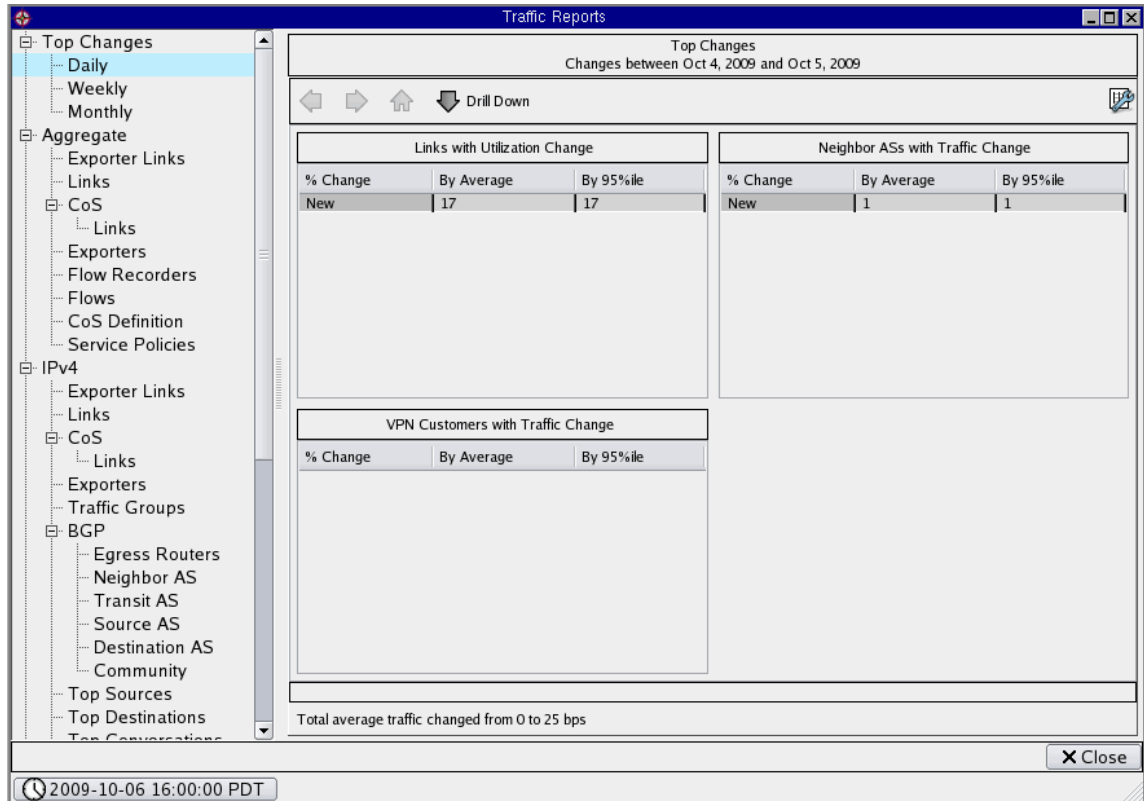 Traffic Reports
Top Changes
Daily
Weekly
Monthly
Aggregate
Exporter Links
Links
CoS
Links
Exporters
Flow Recorders
Flows
CoS Definition
Service Policies
IPv4
Exporter Links
Links
CoS
Links
Exporters
Traffic Groups
BGP
Egress Routers
Neighbor AS
Transit AS
Source AS
Destination AS
Community
Top Sources
Top Destinations
Top Conversations
Top Changes
Changes between Oct 4, 2009 and Oct 5, 2009
Drill Down
Links with Utilization Change
% Change By Average By 95%ile
New 17 17
Neighbor ASs with Traffic Change
% Change By Average By 95%ile
New 1 1
VPN Customers with Traffic Change
% Change By Average By 95%ile
Total average traffic changed from 0 to 25 bps
Close
2009-10-06 16:00:00 PDT